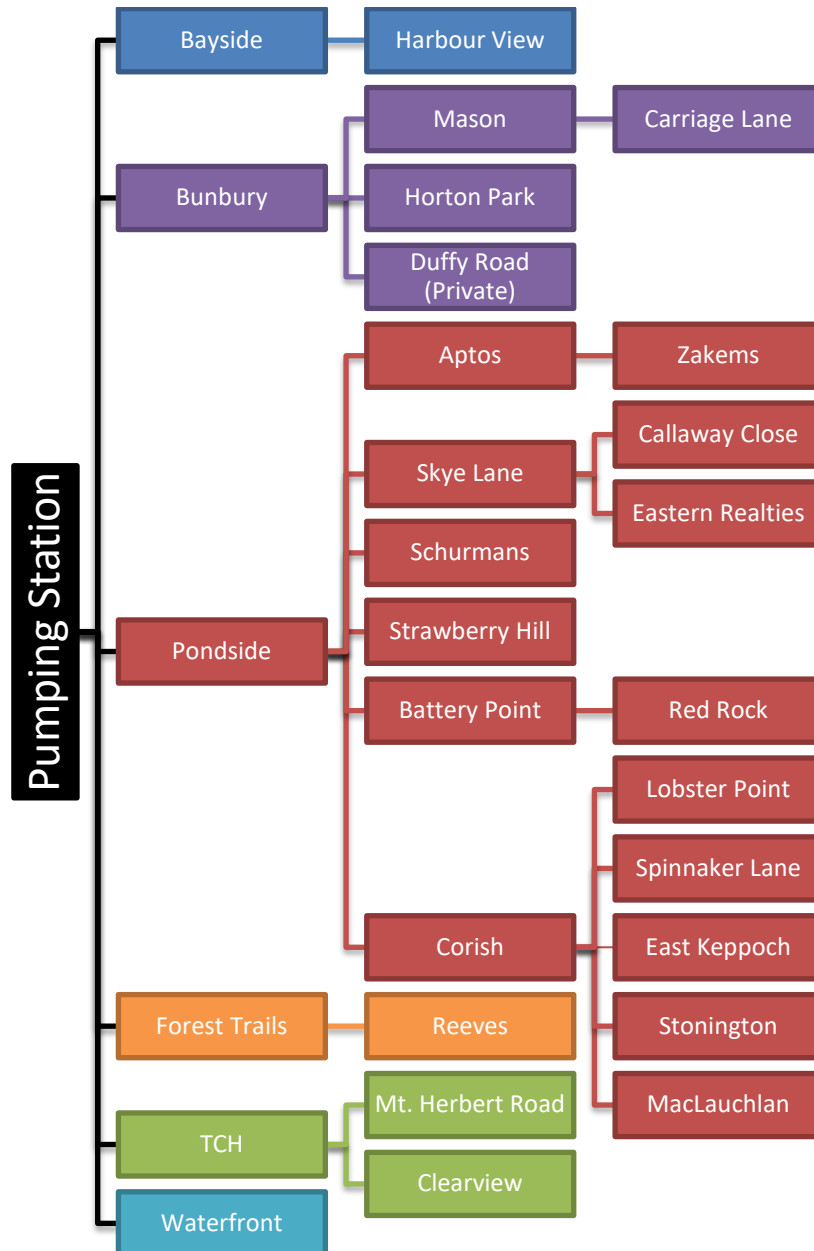 Pumping Station
Bayside
Harbour View
Bunbury
Mason
Carriage Lane
Horton Park
Duffy Road
(Private)
Pondside
Aptos
Zakems
Skye Lane
Callaway Close
Eastern Realties
Schurmans
Strawberry Hill
Battery Point
Red Rock
Corish
Lobster Point
Spinnaker Lane
East Keppoch
Stonington
MacLauchlan
Forest Trails
Reeves
TCH
Mt. Herbert Road
Clearview
Waterfront